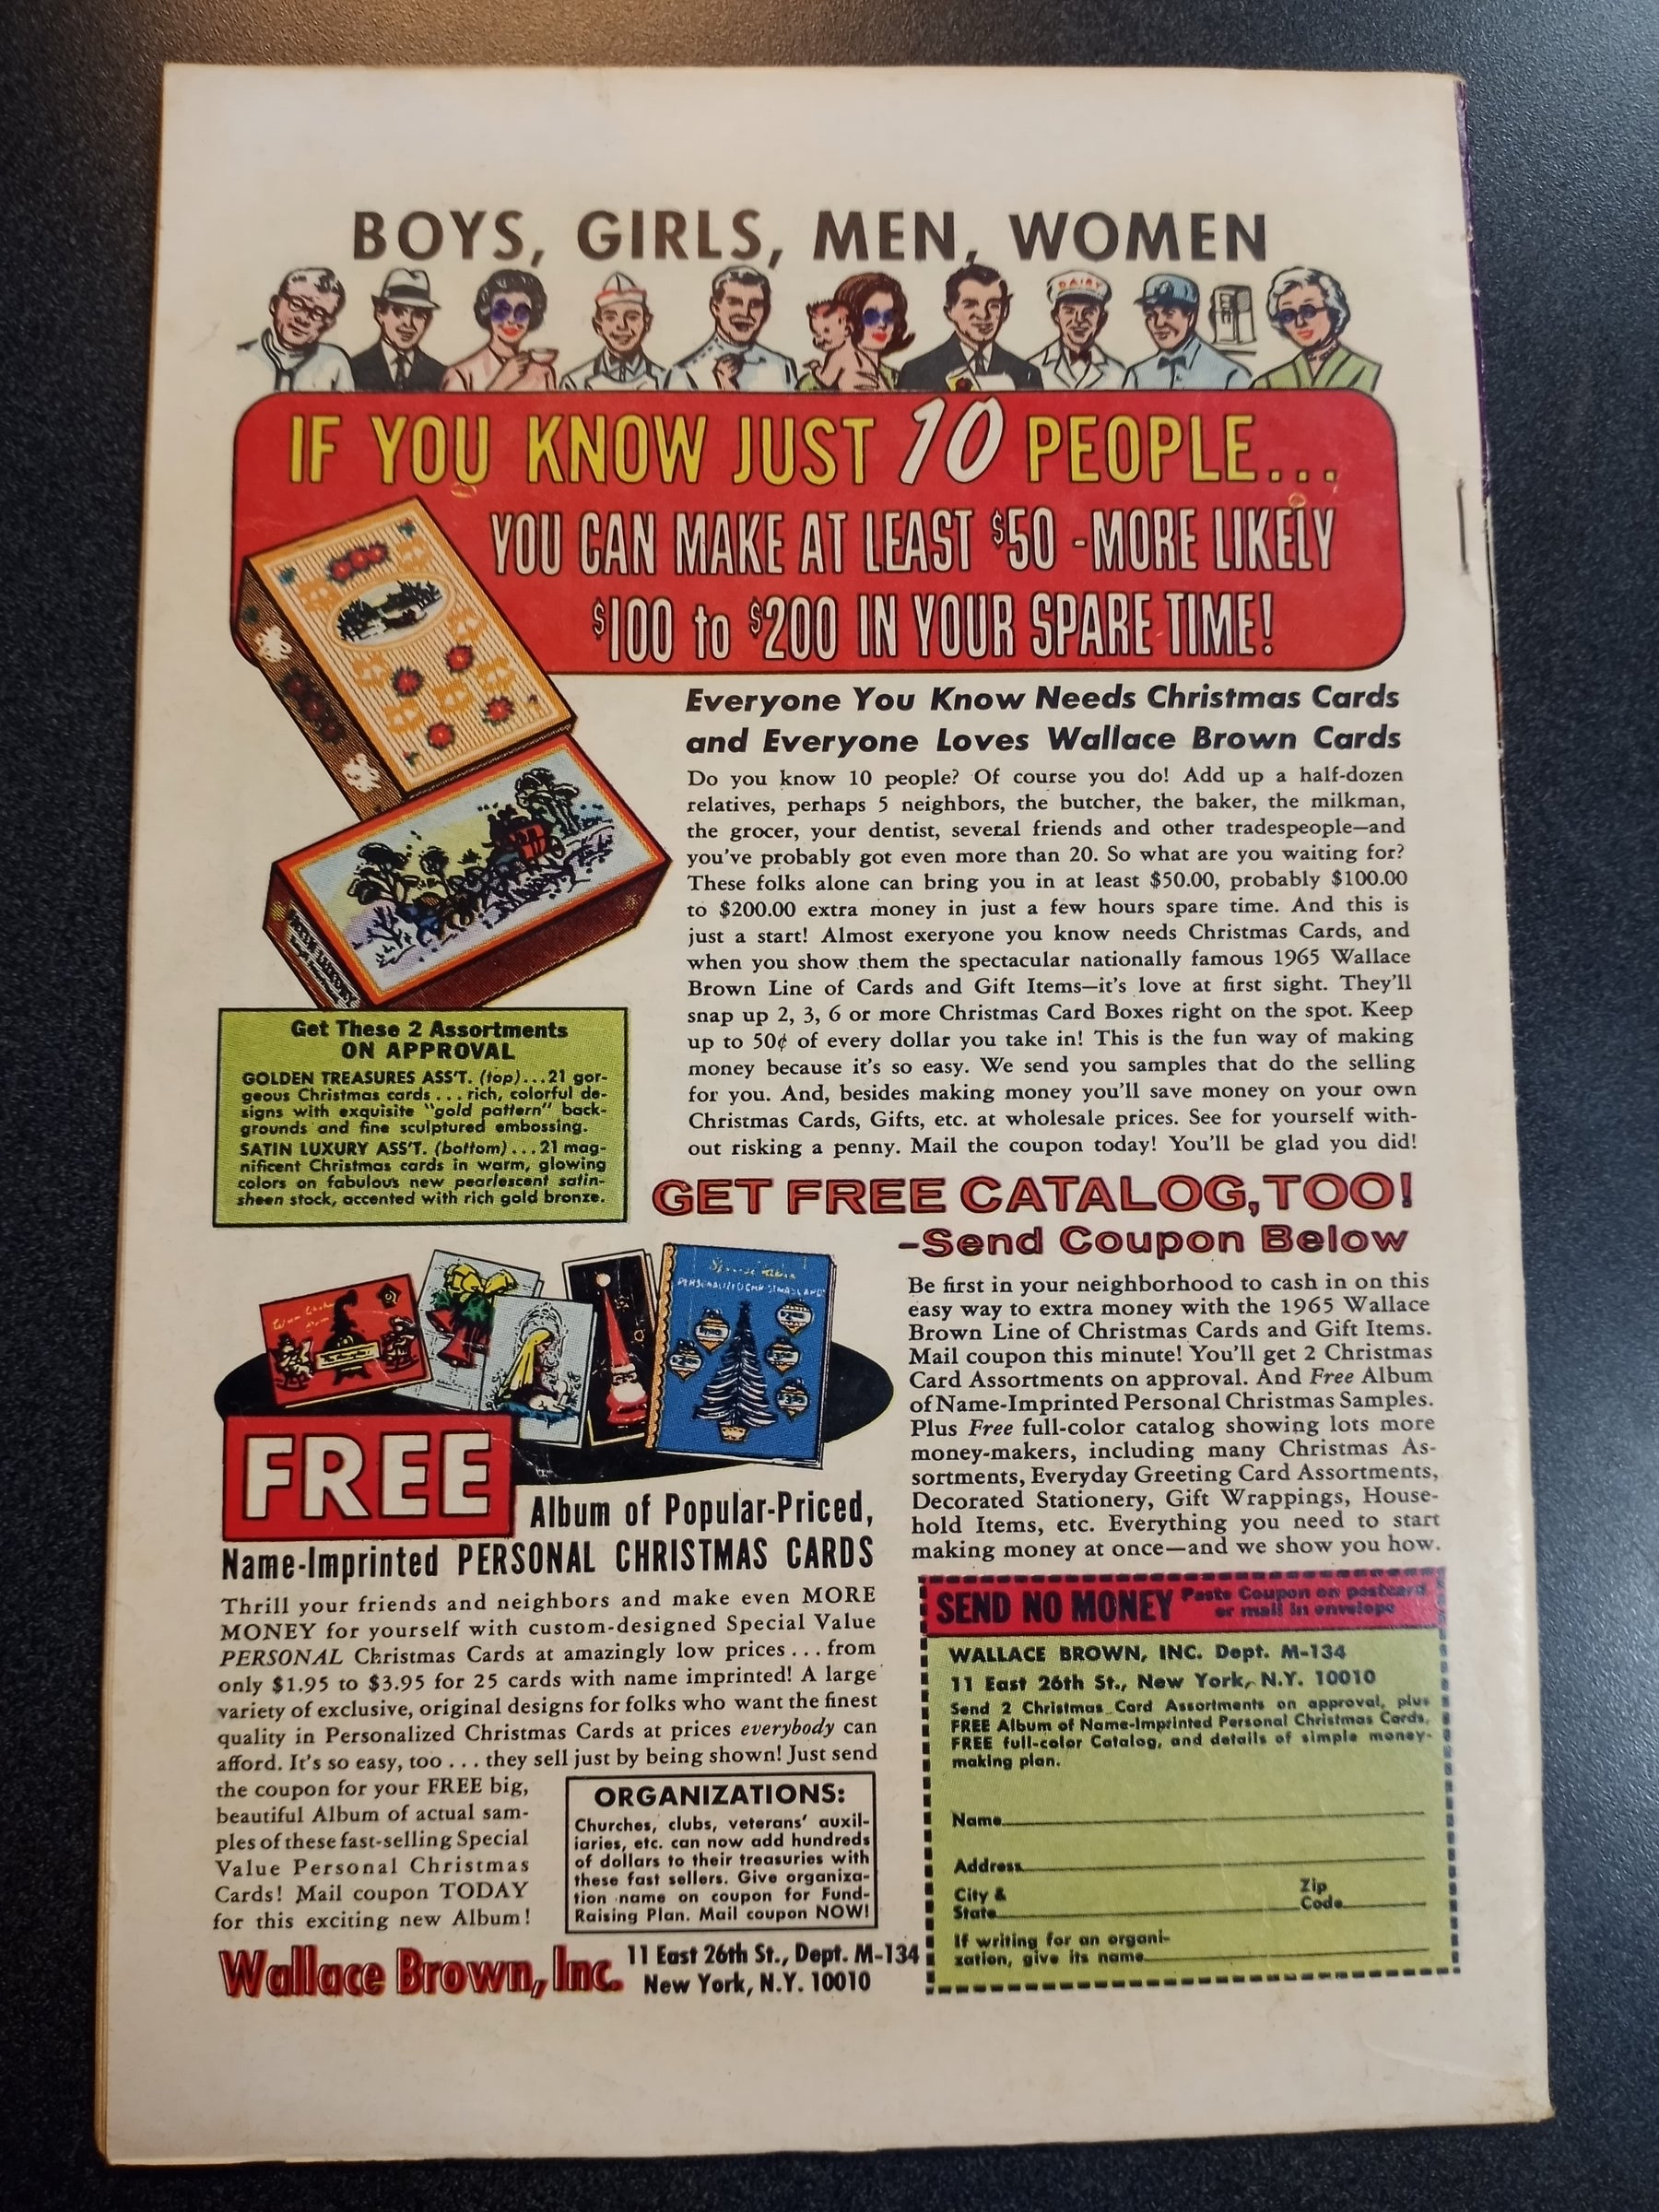 BOYS, GIRLS, MEN, WOMEN
DAIRY
IF YOU KNOW JUST 10 PEOPLE...
YOU CAN MAKE AT LEAST $50 -MORE LIKELY
$100 to $200 IN YOUR SPARE TIME!
Everyone You Know Needs Christmas Cards
and Everyone Loves Wallace Brown Cards
Do you know 10 people? Of course you do! Add up a half-dozen
relatives, perhaps 5 neighbors, the butcher, the baker, the milkman,
the grocer, your dentist, several friends and other tradespeople—and
you've probably got even more than 20. So what are you waiting for?
These folks alone can bring you in at least $50.00, probably $100.00
to $200.00 extra money in just a few hours spare time. And this is
just a start! Almost exeryone you know needs Christmas Cards, and
when you show them the spectacular nationally famous 1965 Wallace
Brown Line of Cards and Gift Items—it's love at first sight. They'll
snap up 2, 3, 6 or more Christmas Card Boxes right on the spot. Keep
up to 50¢ of every dollar you take in! This is the fun way of making
money because it's so easy. We send you samples that do the selling
for you. And, besides making money you'll save money on your own
Christmas Cards, Gifts, etc. at wholesale prices. See for yourself with-
out risking a penny. Mail the coupon today! You'll be glad you did!
Get These 2 Assortments
ON APPROVAL
GOLDEN TREASURES ASS'T. (top)...21 gor-
geous Christmas cards...rich, colorful de-
signs with exquisite "gold pattern" back-
grounds and fine sculptured embossing.
SATIN LUXURY ASS'T. (bottom)...21 mag-
nificent Christmas cards in warm, glowing
colors on fabulous new pearlescent satin-
sheen stock, accented with rich gold bronze.
GET FREE CATALOG, TOO!
-Send Coupon Below
Be first in your neighborhood to cash in on this
easy way to extra money with the 1965 Wallace
Brown Line of Christmas Cards and Gift Items.
Mail coupon this minute! You'll get 2 Christmas
Card Assortments on approval. And Free Album
of Name-Imprinted Personal Christmas Samples.
Plus Free full-color catalog showing lots more
money-makers, including many Christmas As-
sortments, Everyday Greeting Card Assortments,
Decorated Stationery, Gift Wrappings, House-
hold Items, etc. Everything you need to start
making money at once—and we show you how.
FREE
Album of Popular-Priced,
Name-Imprinted PERSONAL CHRISTMAS CARDS
Thrill your friends and neighbors and make even MORE
MONEY for yourself with custom-designed Special Value
PERSONAL Christmas Cards at amazingly low prices...from
only $1.95 to $3.95 for 25 cards with name imprinted! A large
variety of exclusive, original designs for folks who want the finest
quality in Personalized Christmas Cards at prices everybody can
afford. It's so easy, too...they sell just by being shown! Just send
the coupon for your FREE big,
beautiful Album of actual sam-
ples of these fast-selling Special
Value Personal Christmas
Cards! Mail coupon TODAY
for this exciting new Album!
ORGANIZATIONS:
Churches, clubs, veterans' auxil-
iaries, etc. can now add hundreds
of dollars to their treasuries with
these fast sellers. Give organiza-
tion name on coupon for Fund-
Raising Plan. Mail coupon NOW!
Wallace Brown, Inc.
11 East 26th St., Dept. M-134
New York, N.Y. 10010
SEND NO MONEY
Paste Coupon on postcard
or mail in envelope
WALLACE BROWN, INC. Dept. M-134
11 East 26th St., New York, N.Y. 10010
Send 2 Christmas Card Assortments on approval, plus
FREE Album of Name-Imprinted Personal Christmas Cards,
FREE full-color Catalog, and details of simple money-
making plan.
Name
Address
City &
State
Zip
Code
If writing for an organi-
zation, give its name